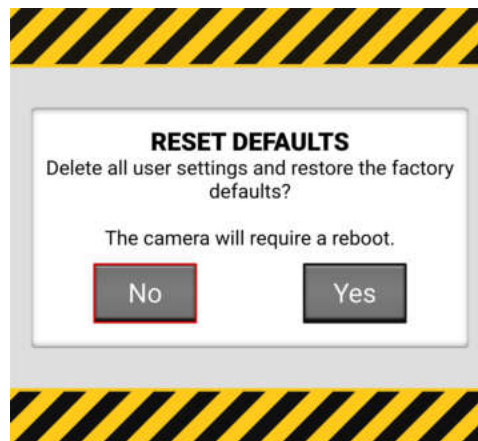 RESET DEFAULTS
Delete all user settings and restore the factory
defaults?
The camera will require a reboot.
No
Yes